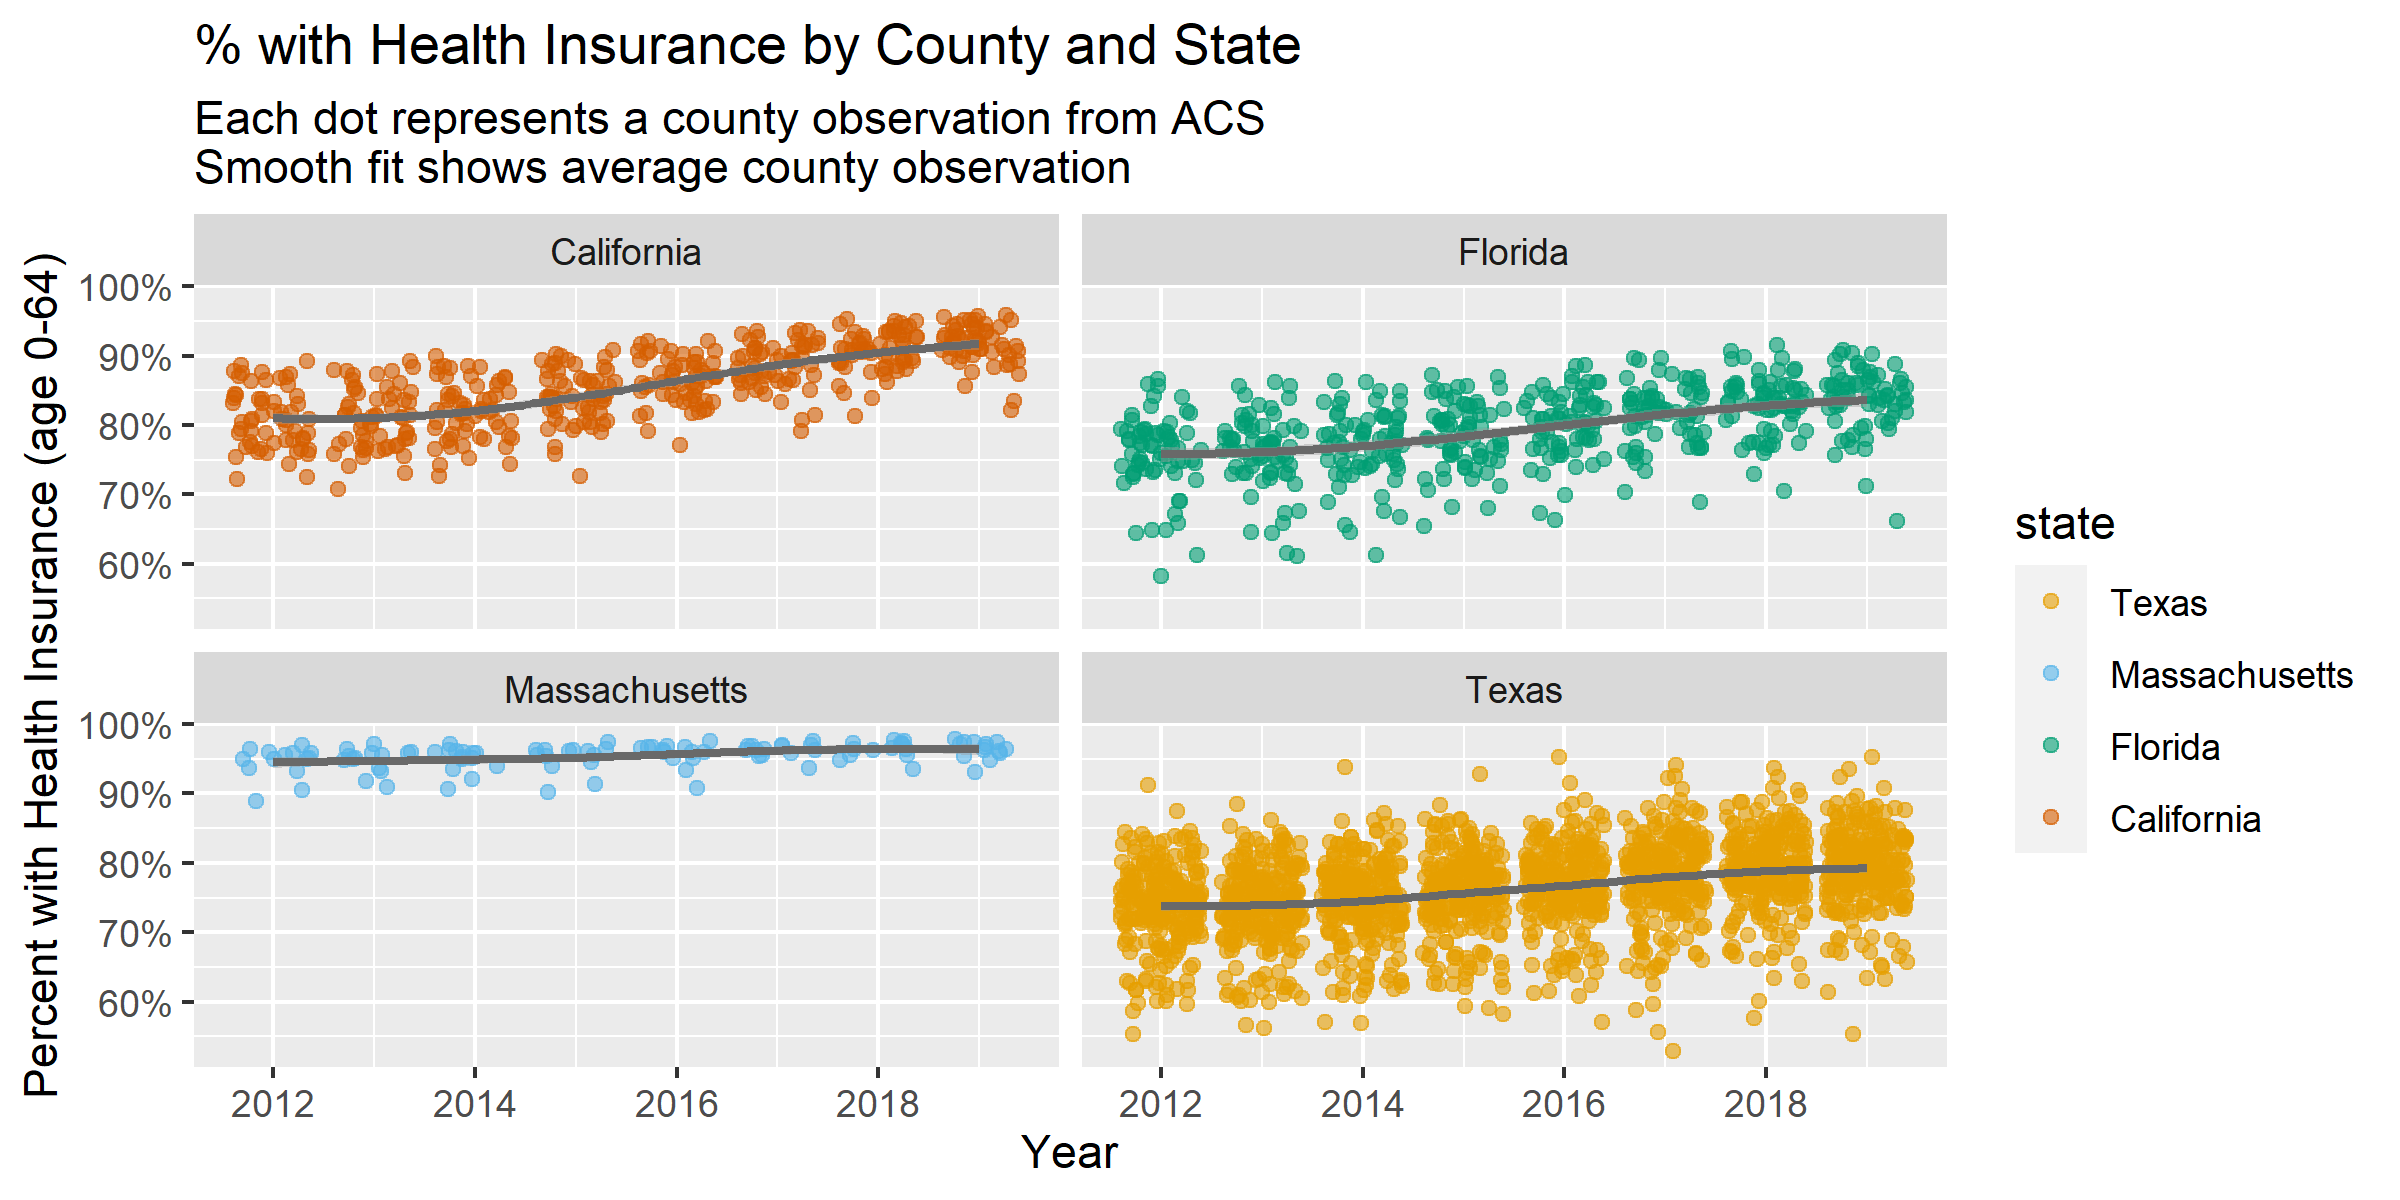 % with Health Insurance by County and State
Each dot represents a county observation from ACS
Smooth fit shows average county observation
Percent with Health Insurance (age 0-64)
California
Florida
100%
90%
80%
70%
60%
Massachusetts
Texas
100%
90%
80%
70%
60%
2012
2014
2016
2018
2012
2014
2016
2018
Year
state
Texas
Massachusetts
Florida
California